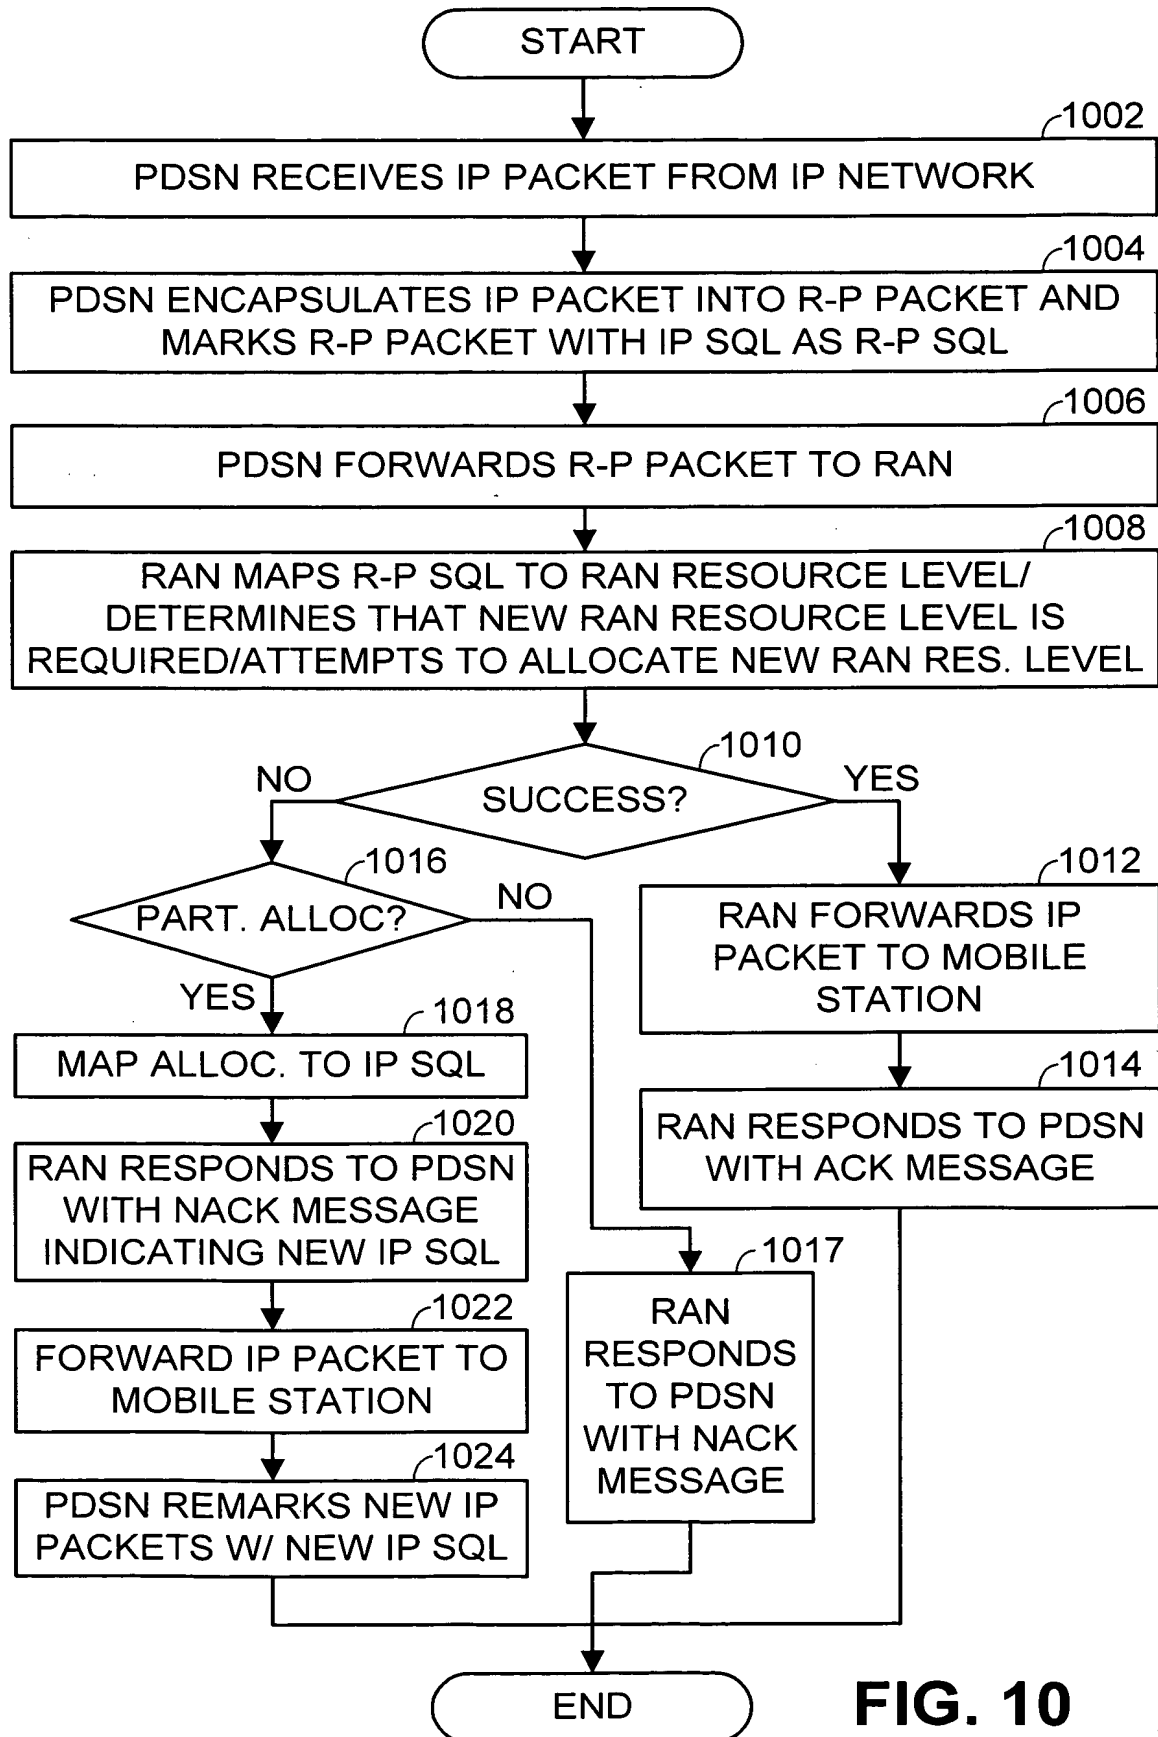 START
1002
PDSN RECEIVES IP PACKET FROM IP NETWORK
1004
PDSN ENCAPSULATES IP PACKET INTO R-P PACKET AND
MARKS R-P PACKET WITH IP SQL AS R-P SQL
1006
PDSN FORWARDS R-P PACKET TO RAN
1008
RAN MAPS R-P SQL TO RAN RESOURCE LEVEL/
DETERMINES THAT NEW RAN RESOURCE LEVEL IS
REQUIRED/ATTEMPTS TO ALLOCATE NEW RAN RES. LEVEL
1010
SUCCESS?
NO
YES
1016
PART. ALLOC?
NO
YES
1012
RAN FORWARDS IP
PACKET TO MOBILE
STATION
1018
MAP ALLOC. TO IP SQL
1014
RAN RESPONDS TO PDSN
WITH ACK MESSAGE
1020
RAN RESPONDS TO PDSN
WITH NACK MESSAGE
INDICATING NEW IP SQL
1017
RAN
RESPONDS
TO PDSN
WITH NACK
MESSAGE
1022
FORWARD IP PACKET TO
MOBILE STATION
1024
PDSN REMARKS NEW IP
PACKETS W/ NEW IP SQL
END
FIG. 10